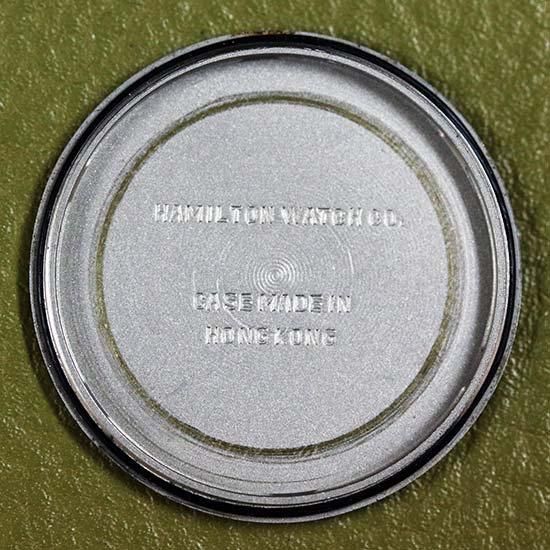 HAMILTON WATCH CO.
CASE MADE IN
HONG KONG